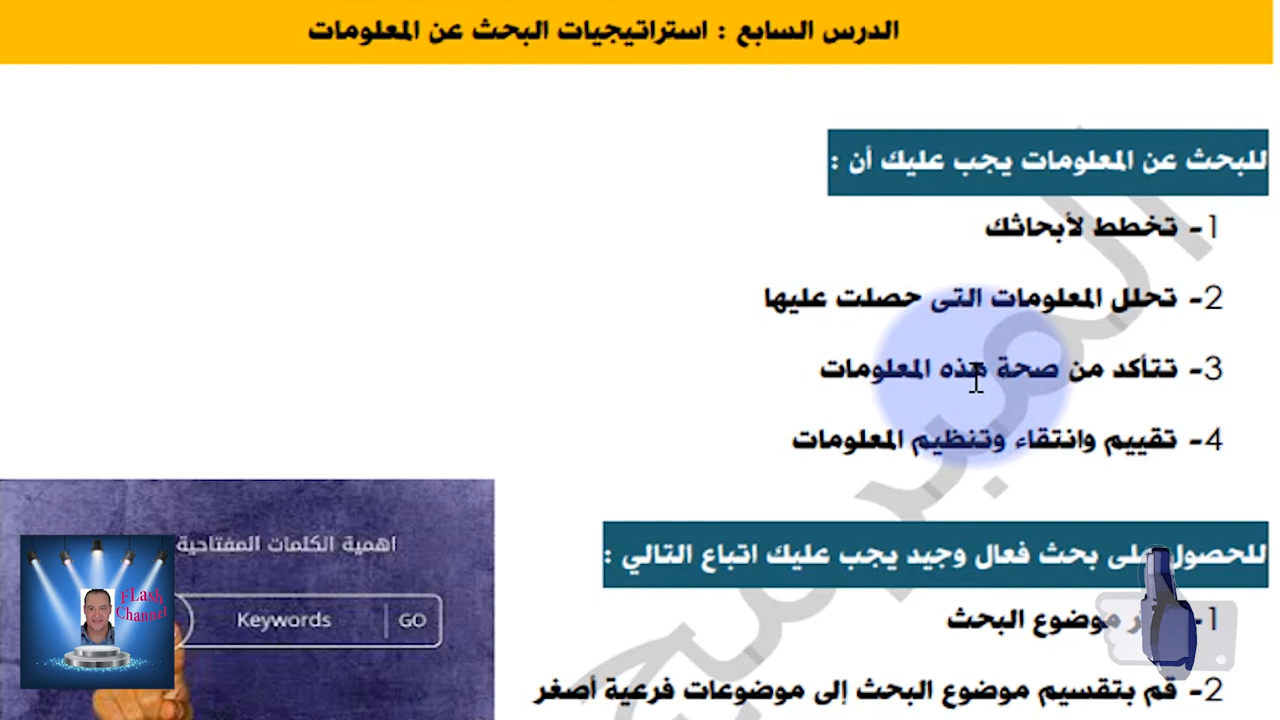 الدرس السابع : استراتيجيات البحث عن المعلومات
للبحث عن المعلومات يجب عليك أن :
1- تخطط لأبحاثك
2- تحلل المعلومات التى حصلت عليها
3- تتأكد من صحة هذه المعلومات
4- تقييم وانتقاء وتنظيم المعلومات
للحصول على بحث فعال وجيد يجب عليك اتباع التالي :
1- موضوع البحث
2- قم بتقسيم موضوع البحث إلى موضوعات فرعية أصغر
اهمية الكلمات المفتاحية
Keywords GO
FLash
Channel